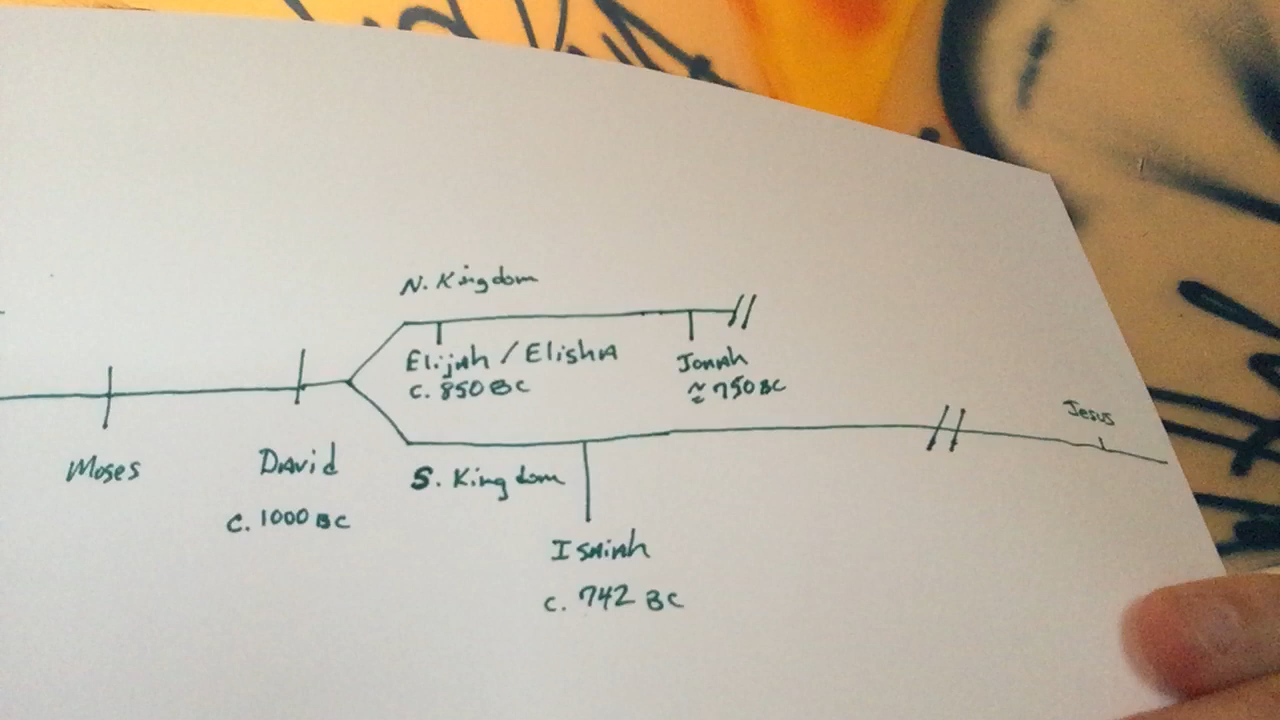 N. Kingdom
Elijah / Elisha
c. 850 BC
Jonah
≈ 750 BC
Jesus
Moses
David
c. 1000 BC
S. Kingdom
Isaiah
c. 742 BC